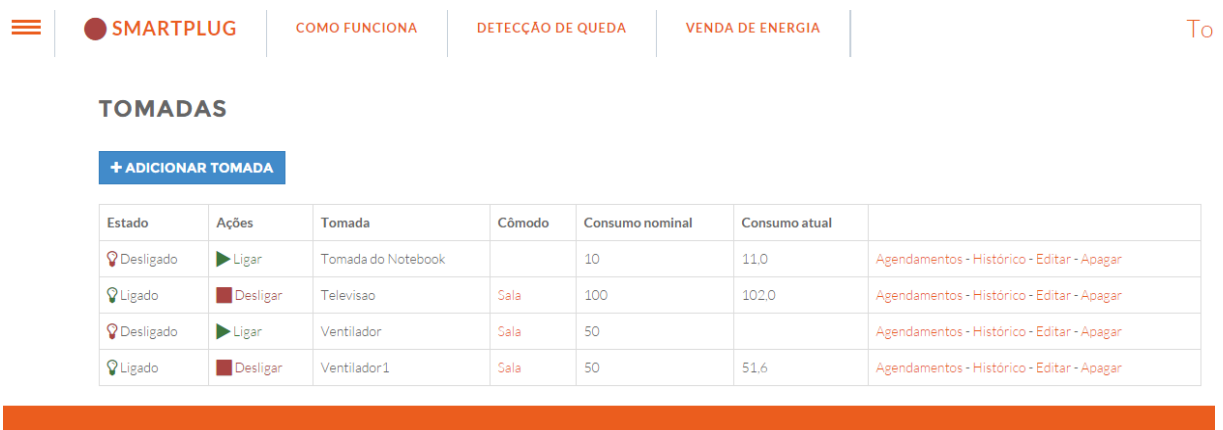 SMARTPLUG COMO FUNCIONA DETECÇÃO DE QUEDA VENDA DE ENERGIA To
TOMADAS
+ ADICIONAR TOMADA
Estado Ações Tomada Cômodo Consumo nominal Consumo atual
Desligado Ligar Tomada do Notebook 10 11,0 Agendamentos - Histórico - Editar - Apagar
Ligado Desligar Televisao Sala 100 102,0 Agendamentos - Histórico - Editar - Apagar
Desligado Ligar Ventilador Sala 50 Agendamentos - Histórico - Editar - Apagar
Ligado Desligar Ventilador1 Sala 50 51,6 Agendamentos - Histórico - Editar - Apagar